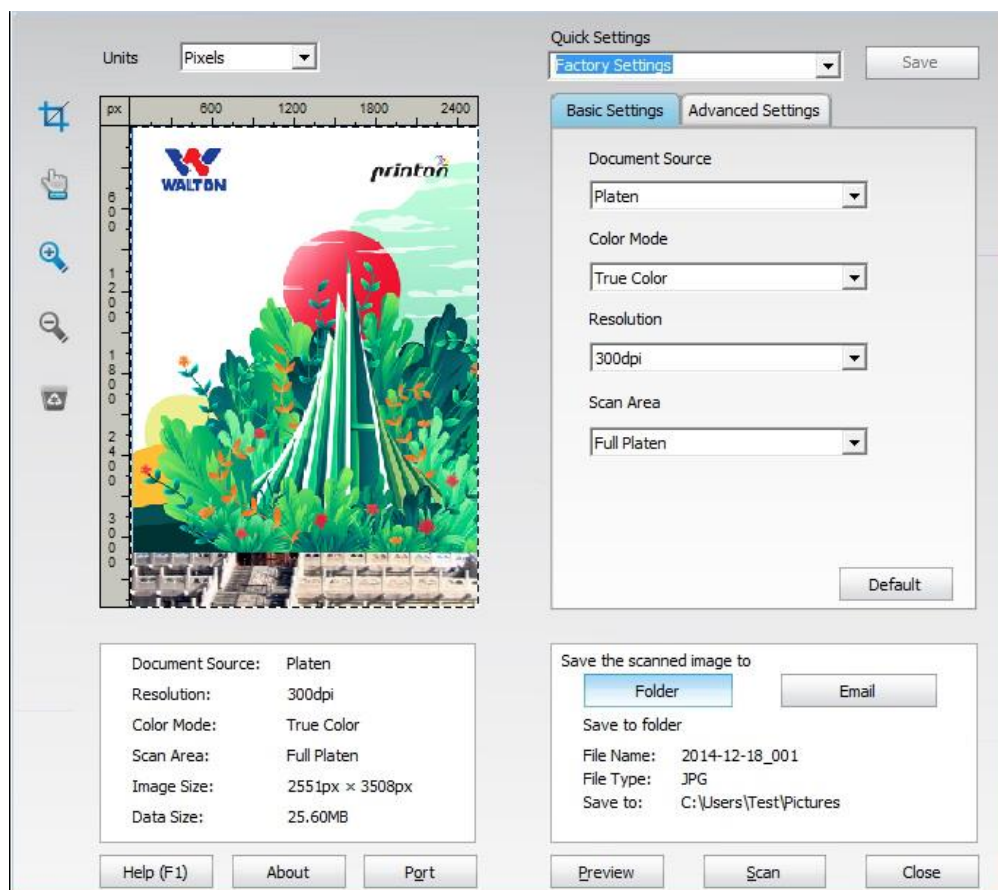 Units
Pixels
Quick Settings
Factory Settings
Save
px
600
1200
1800
2400
600
1200
1800
2400
3000
WALTON
printon
Basic Settings
Advanced Settings
Document Source
Platen
Color Mode
True Color
Resolution
300dpi
Scan Area
Full Platen
Default
Document Source: Platen
Resolution: 300dpi
Color Mode: True Color
Scan Area: Full Platen
Image Size: 2551px × 3508px
Data Size: 25.60MB
Save the scanned image to
Folder
Email
Save to folder
File Name: 2014-12-18_001
File Type: JPG
Save to: C:\Users\Test\Pictures
Help (F1)
About
Port
Preview
Scan
Close